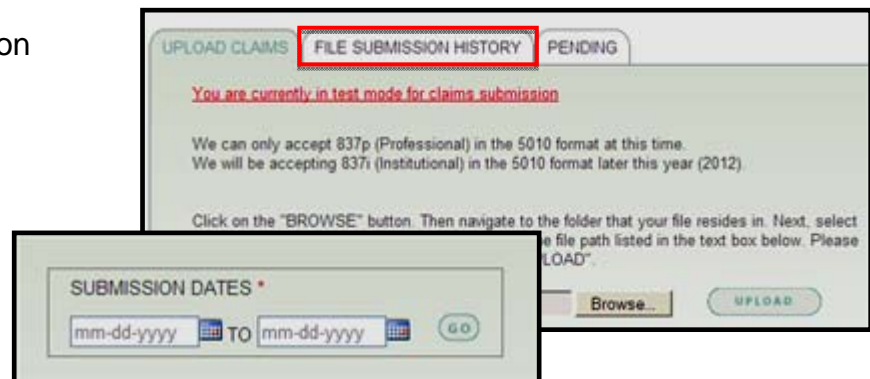 on
UPLOAD CLAIMS FILE SUBMISSION HISTORY PENDING
You are currently in test mode for claims submission
We can only accept 837p (Professional) in the 5010 format at this time.
We will be accepting 837i (Institutional) in the 5010 format later this year (2012).
Click on the "BROWSE" button. Then navigate to the folder that your file resides in. Next, select
e file path listed in the text box below. Please
LOAD".
Browse... UPLOAD
SUBMISSION DATES *
mm-dd-yyyy TO mm-dd-yyyy GO